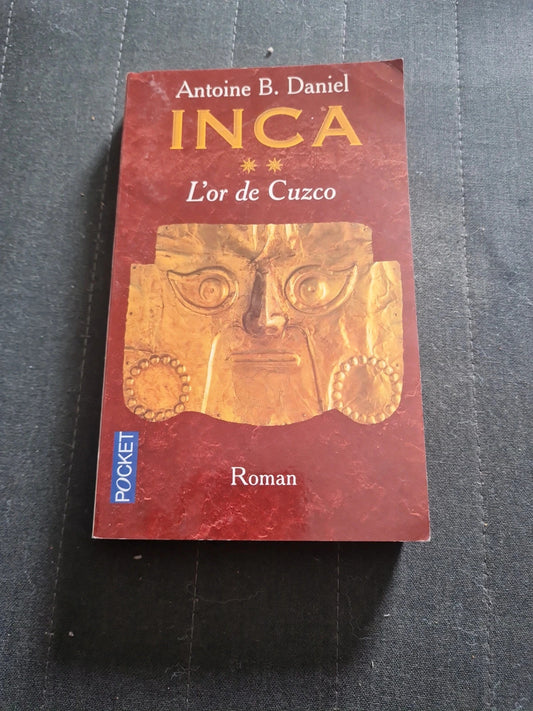 Antoine B. Daniel
INCA
**
L'or de Cuzco
POCKET
Roman